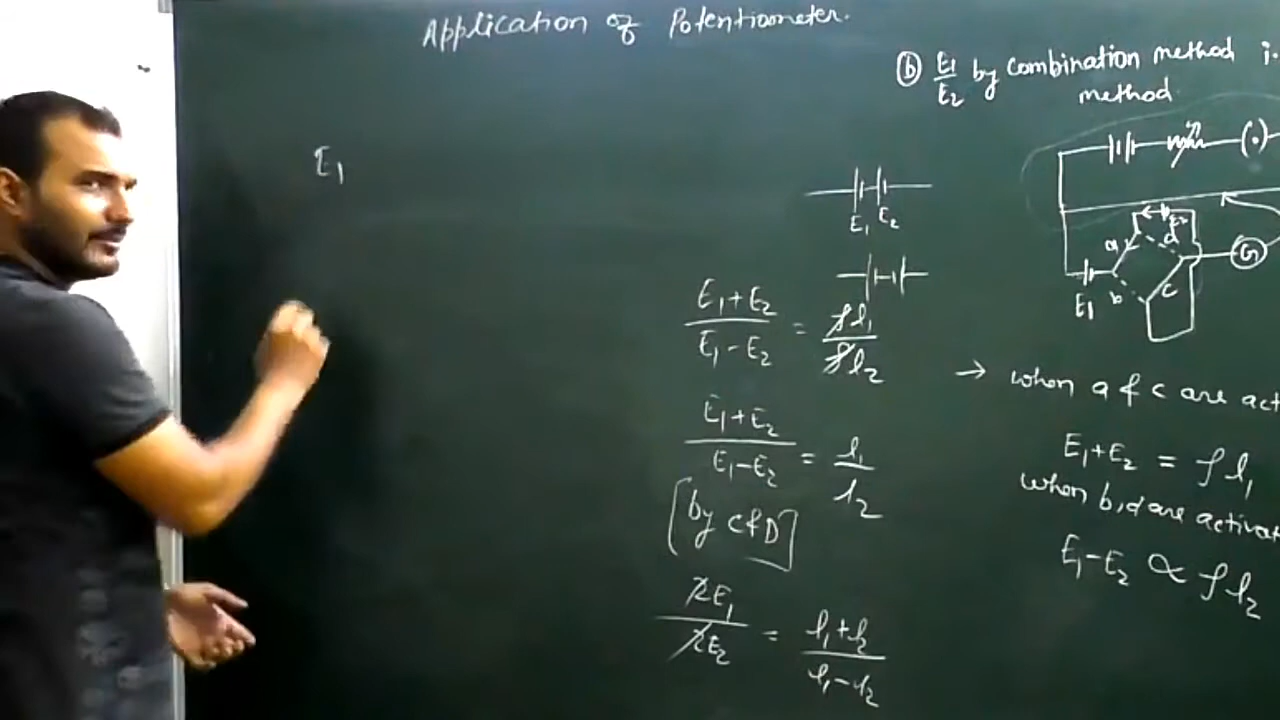 Application of Potentiometer.
E1
ⓑ E1/E2 by combination method i.
method
E1 E2
(E1+E2)/(E1-E2) = ρl1/ρl2
(E1+E2)/(E1-E2) = l1/l2
[by C&D]
2E1/2E2 = (l1+l2)/(l1-l2)
E2
a d
G
E1 b c
→ when a & c are act
E1+E2 = ρl1
when b,d are activat
E1-E2 ∝ ρl2